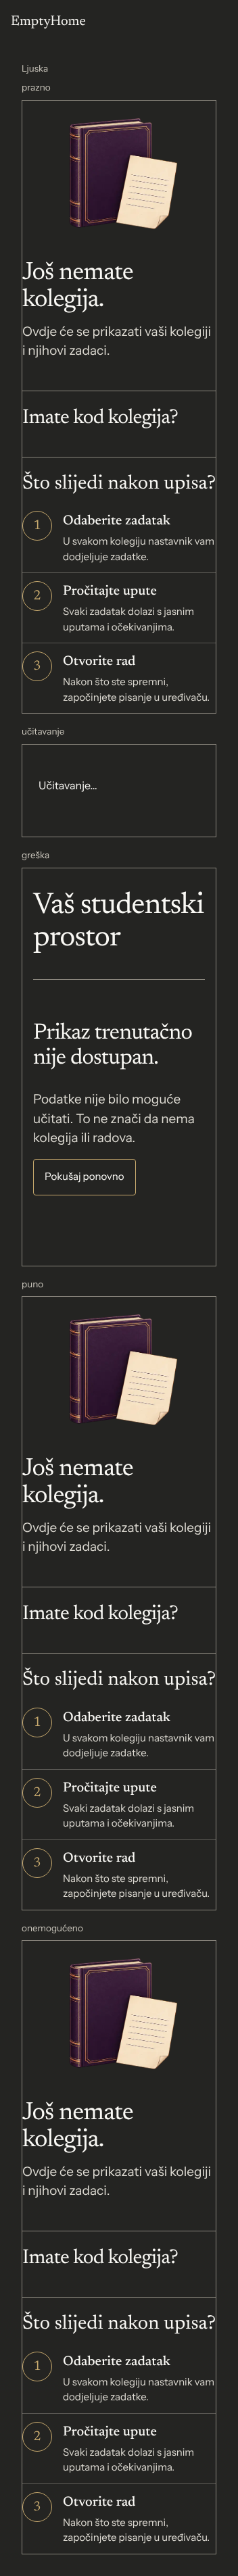 EmptyHome
Ljuska
prazno
Još nemate
kolegija.
Ovdje će se prikazati vaši kolegiji
i njihovi zadaci.
Imate kod kolegija?
Što slijedi nakon upisa?
1
Odaberite zadatak
U svakom kolegiju nastavnik vam
dodjeljuje zadatke.
2
Pročitajte upute
Svaki zadatak dolazi s jasnim
uputama i očekivanjima.
3
Otvorite rad
Nakon što ste spremni,
započinjete pisanje u uređivaču.
učitavanje
Učitavanje…
greška
Vaš studentski
prostor
Prikaz trenutačno
nije dostupan.
Podatke nije bilo moguće
učitati. To ne znači da nema
kolegija ili radova.
Pokušaj ponovno
puno
Još nemate
kolegija.
Ovdje će se prikazati vaši kolegiji
i njihovi zadaci.
Imate kod kolegija?
Što slijedi nakon upisa?
1
Odaberite zadatak
U svakom kolegiju nastavnik vam
dodjeljuje zadatke.
2
Pročitajte upute
Svaki zadatak dolazi s jasnim
uputama i očekivanjima.
3
Otvorite rad
Nakon što ste spremni,
započinjete pisanje u uređivaču.
onemogućeno
Još nemate
kolegija.
Ovdje će se prikazati vaši kolegiji
i njihovi zadaci.
Imate kod kolegija?
Što slijedi nakon upisa?
1
Odaberite zadatak
U svakom kolegiju nastavnik vam
dodjeljuje zadatke.
2
Pročitajte upute
Svaki zadatak dolazi s jasnim
uputama i očekivanjima.
3
Otvorite rad
Nakon što ste spremni,
započinjete pisanje u uređivaču.